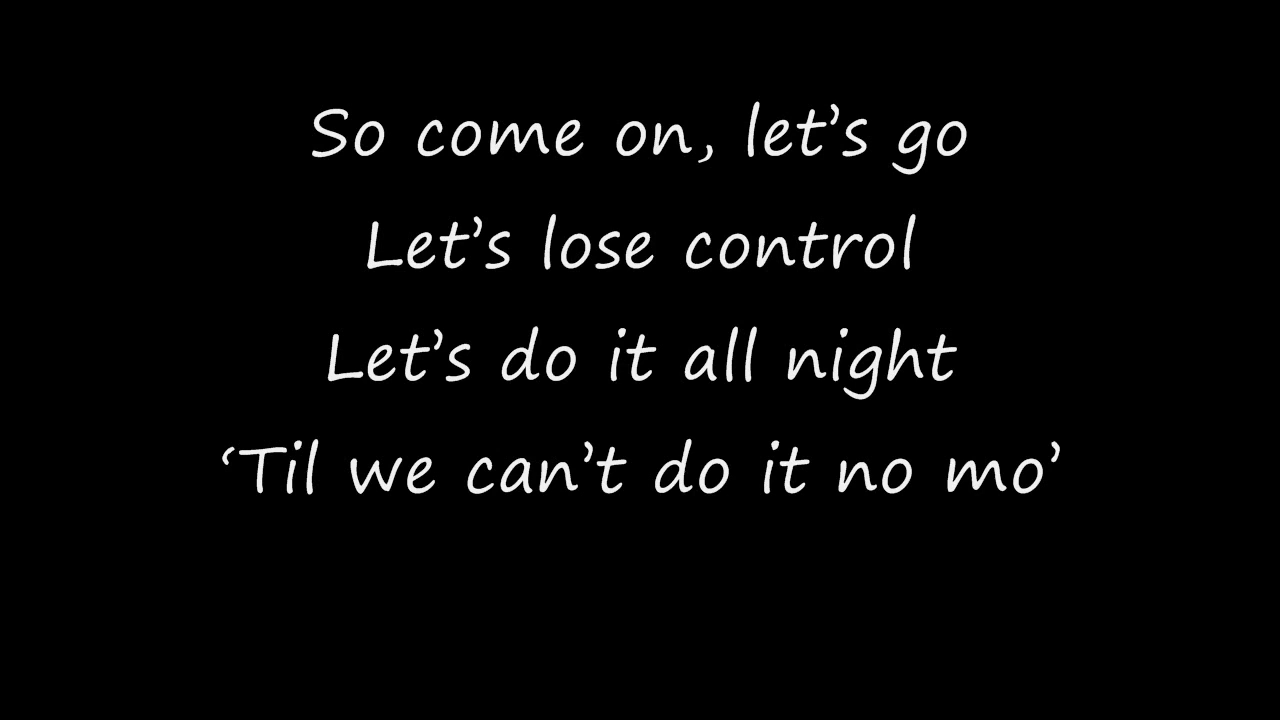 So come on, let’s go
Let’s lose control
Let’s do it all night
‘Til we can’t do it no mo’